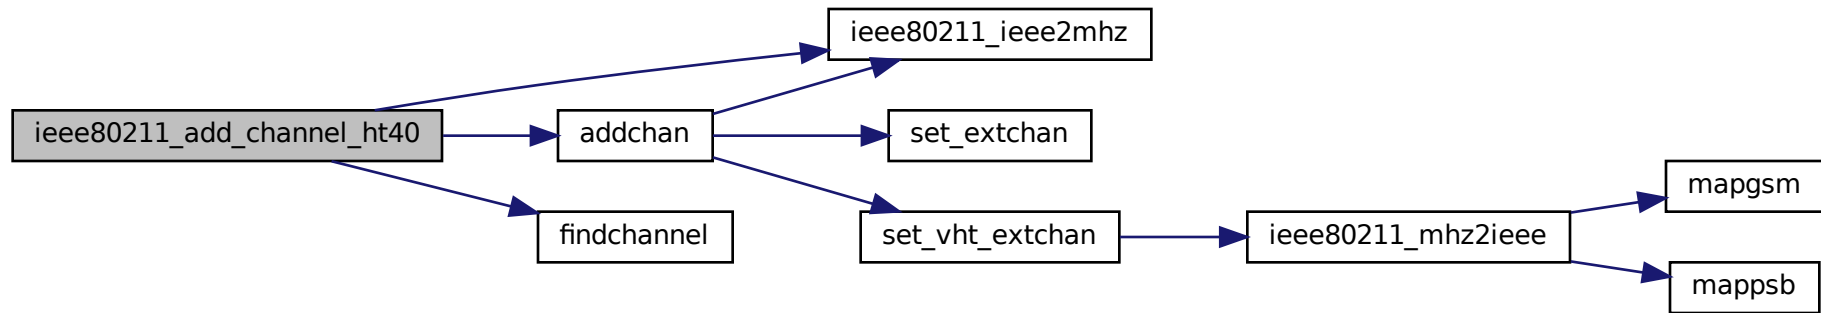 ieee80211_ieee2mhz
ieee80211_add_channel_ht40
addchan
set_extchan
mapgsm
findchannel
set_vht_extchan
ieee80211_mhz2ieee
mappsb